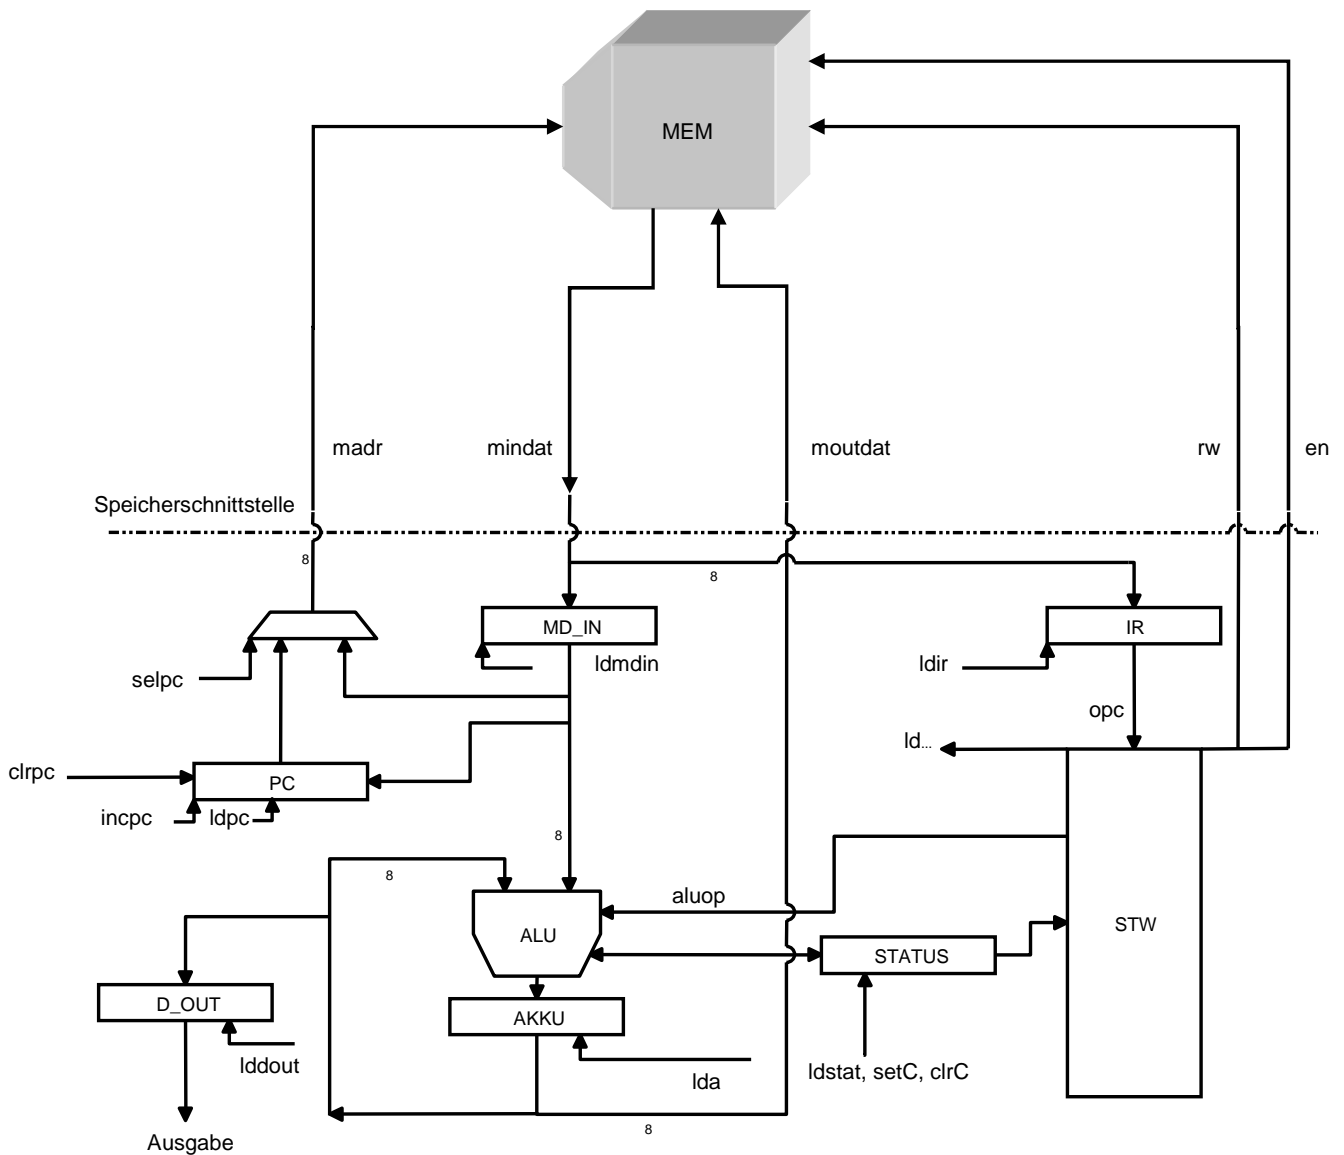 MEM
madr
mindat
moutdat
rw
en
Speicherschnittstelle
8
8
MD_IN
IR
selpc
ldmdin
ldir
opc
ld...
clrpc
PC
incpc
ldpc
8
8
aluop
ALU
STATUS
STW
D_OUT
AKKU
lddout
lda
ldstat, setC, clrC
8
Ausgabe